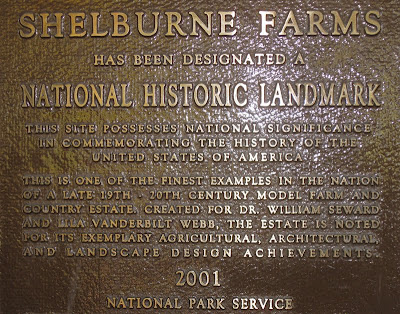 SHELBURNE FARMS
HAS BEEN DESIGNATED A
NATIONAL HISTORIC LANDMARK
THIS SITE POSSESSES NATIONAL SIGNIFICANCE
IN COMMEMORATING THE HISTORY OF THE
UNITED STATES OF AMERICA
THIS IS ONE OF THE FINEST EXAMPLES IN THE NATION
OF A LATE 19TH - 20TH CENTURY MODEL FARM AND
COUNTRY ESTATE. CREATED FOR DR. WILLIAM SEWARD
AND LILA VANDERBILT WEBB, THE ESTATE IS NOTED
FOR ITS EXEMPLARY AGRICULTURAL, ARCHITECTURAL,
AND LANDSCAPE DESIGN ACHIEVEMENTS.
2001
NATIONAL PARK SERVICE